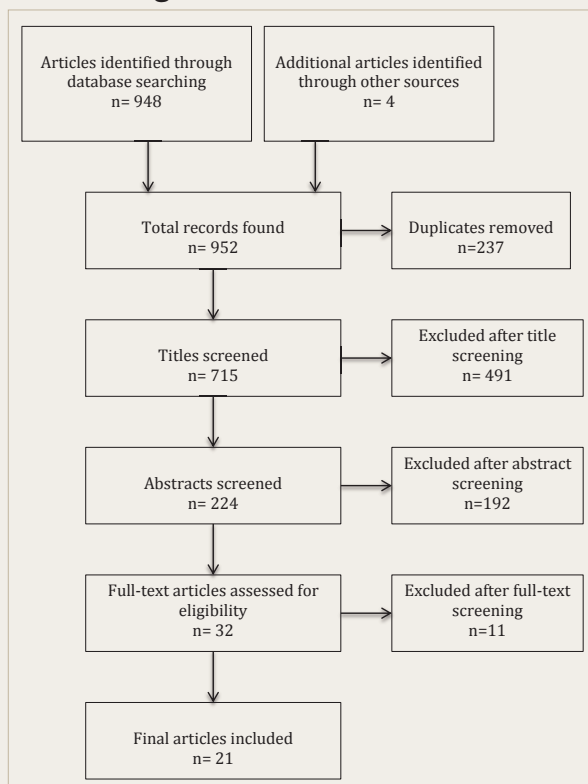 Articles identified through
database searching
n= 948
Additional articles identified
through other sources
n= 4
Total records found
n= 952
Duplicates removed
n=237
Titles screened
n= 715
Excluded after title
screening
n= 491
Abstracts screened
n= 224
Excluded after abstract
screening
n=192
Full-text articles assessed for
eligibility
n= 32
Excluded after full-text
screening
n=11
Final articles included
n= 21